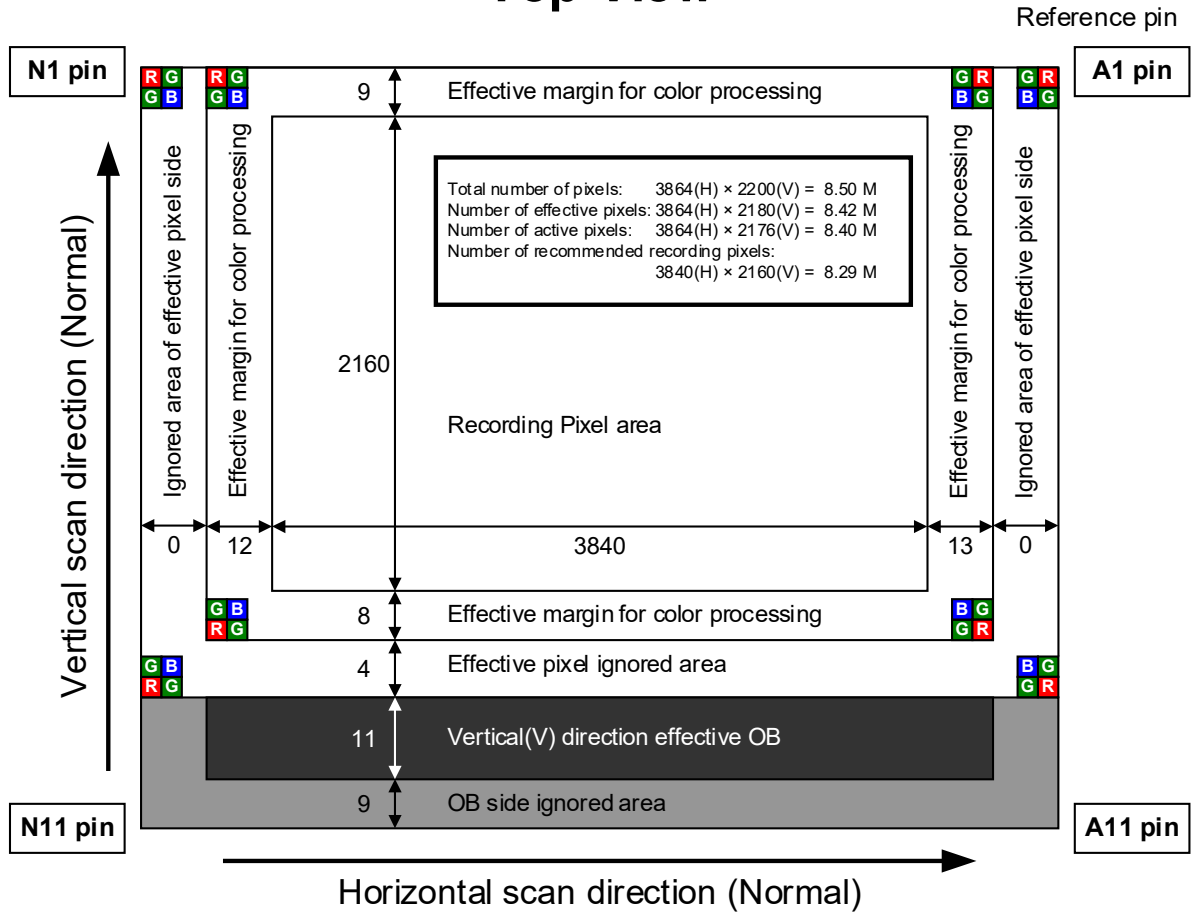 Top View
Reference pin
N1 pin
A1 pin
R G
G B
R G
G B
G R
B G
G R
B G
9
Effective margin for color processing
Total number of pixels: 3864(H) × 2200(V) = 8.50 M
Number of effective pixels: 3864(H) × 2180(V) = 8.42 M
Number of active pixels: 3864(H) × 2176(V) = 8.40 M
Number of recommended recording pixels:
3840(H) × 2160(V) = 8.29 M
Vertical scan direction (Normal)
Ignored area of effective pixel side
Effective margin for color processing
Effective margin for color processing
Ignored area of effective pixel side
2160
Recording Pixel area
0
12
3840
13
0
G B
R G
B G
G R
8
Effective margin for color processing
G B
R G
B G
G R
4
Effective pixel ignored area
11
Vertical(V) direction effective OB
9
OB side ignored area
N11 pin
A11 pin
Horizontal scan direction (Normal)